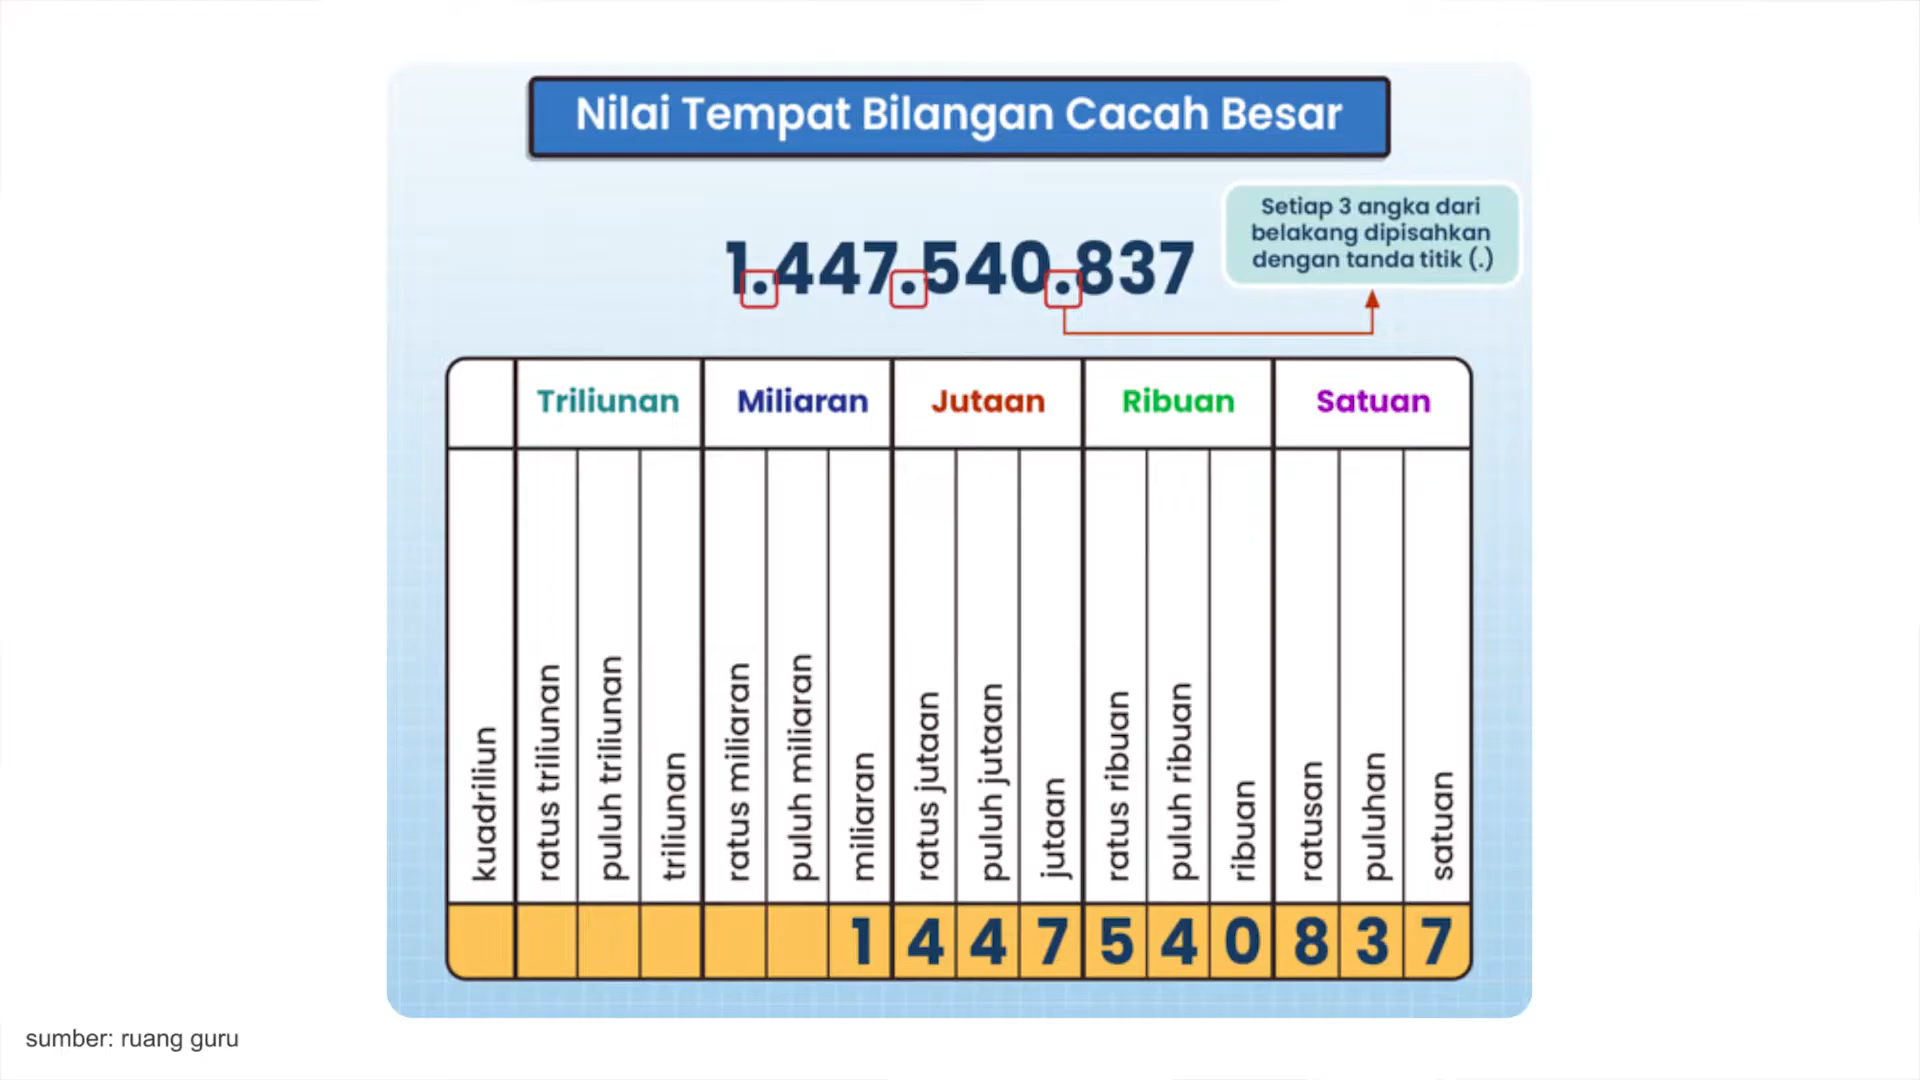 Nilai Tempat Bilangan Cacah Besar
1.447.540.837
Setiap 3 angka dari
belakang dipisahkan
dengan tanda titik (.)
Triliunan Miliaran Jutaan Ribuan Satuan
kuadriliun
ratus triliunan
puluh triliunan
triliunan
ratus miliaran
puluh miliaran
miliaran
ratus jutaan
puluh jutaan
jutaan
ratus ribuan
puluh ribuan
ribuan
ratusan
puluhan
satuan
1 4 4 7 5 4 0 8 3 7
sumber: ruang guru